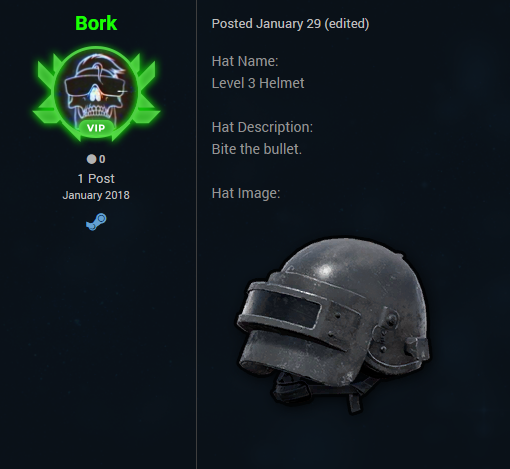 Bork
VIP
0
1 Post
January 2018
Posted January 29 (edited)
Hat Name:
Level 3 Helmet
Hat Description:
Bite the bullet.
Hat Image: